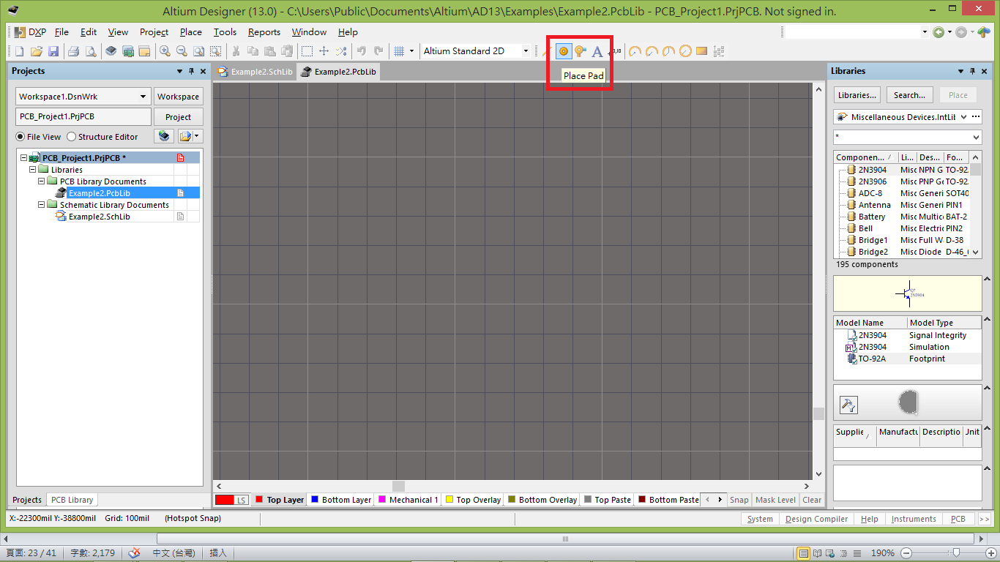 Altium Designer (13.0) - C:\Users\Public\Documents\Altium\AD13\Examples\Example2.PcbLib - PCB_Project1.PrjPCB. Not signed in.
DXP File Edit View Project Place Tools Reports Window Help
Altium Standard 2D
Place Pad
Projects
Workspace1.DsnWrk Workspace
PCB_Project1.PrjPCB Project
File View Structure Editor
PCB_Project1.PrjPCB *
Libraries
PCB Library Documents
Example2.PcbLib
Schematic Library Documents
Example2.SchLib
Projects PCB Library
Example2.SchLib Example2.PcbLib
Libraries
Libraries... Search... Place
Miscellaneous Devices.IntLib
*
Componen... Li... Des... Fo...
2N3904 Misc NPN G TO-92
2N3906 Misc PNP Ge TO-92
ADC-8 Misc Generi SOT40
Antenna Misc Generi PIN1
Battery Misc Multice BAT-2
Bell Misc Electric PIN2
Bridge1 Misc Full W D-38
Bridge2 Misc Diode D-46_6
195 components
2N3904
Model Name Model Type
2N3904 Signal Integrity
2N3904 Simulation
TO-92A Footprint
Supplie Manufactu Descriptio Jnit
LS Top Layer Bottom Layer Mechanical 1 Top Overlay Bottom Overlay Top Paste Bottom Paste Snap Mask Level Clear
X:-22300mil Y:-38800mil Grid: 100mil (Hotspot Snap)
System Design Compiler Help Instruments PCB >>
頁面: 23 / 41 字數: 2,179 中文 (台灣) 插入 190%